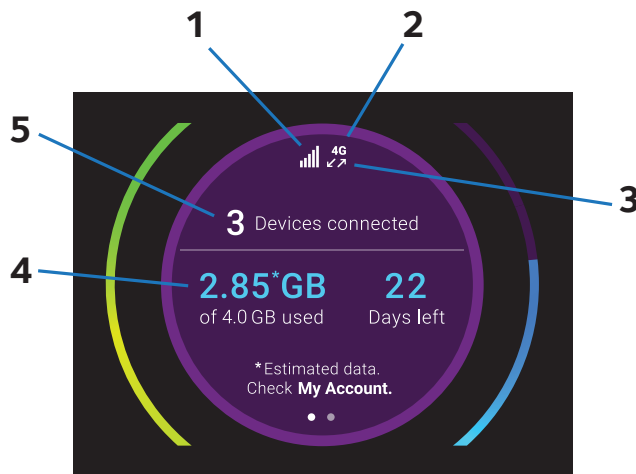 1
2
5
4G
3
3 Devices connected
4
2.85*GB
22
of 4.0 GB used
Days left
*Estimated data.
Check My Account.